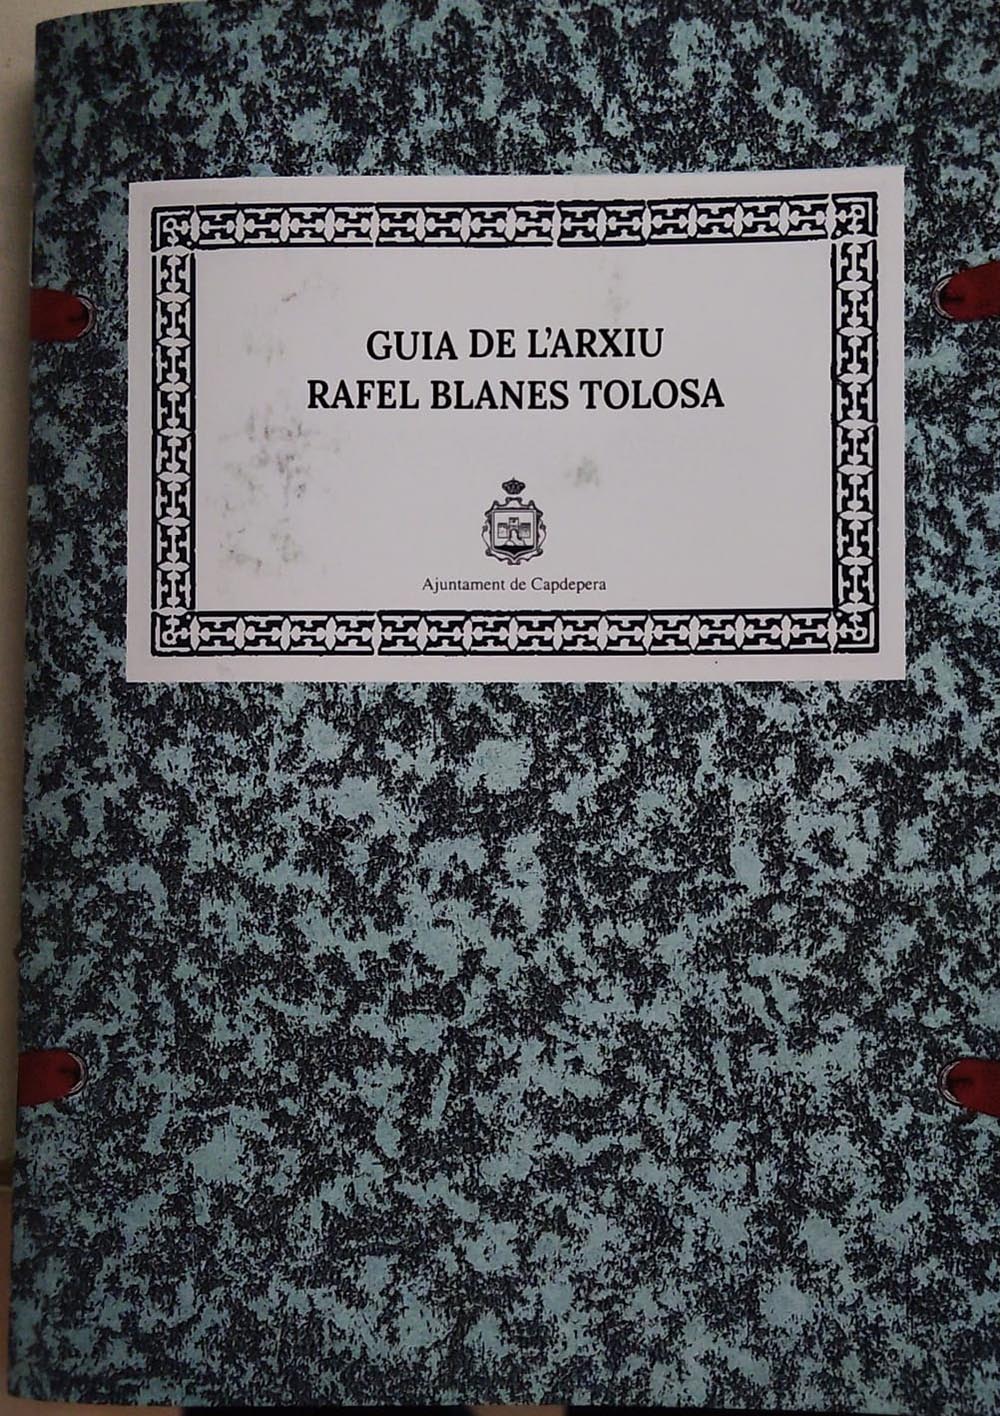 GUIA DE L'ARXIU
RAFEL BLANES TOLOSA
Ajuntament de Capdepera